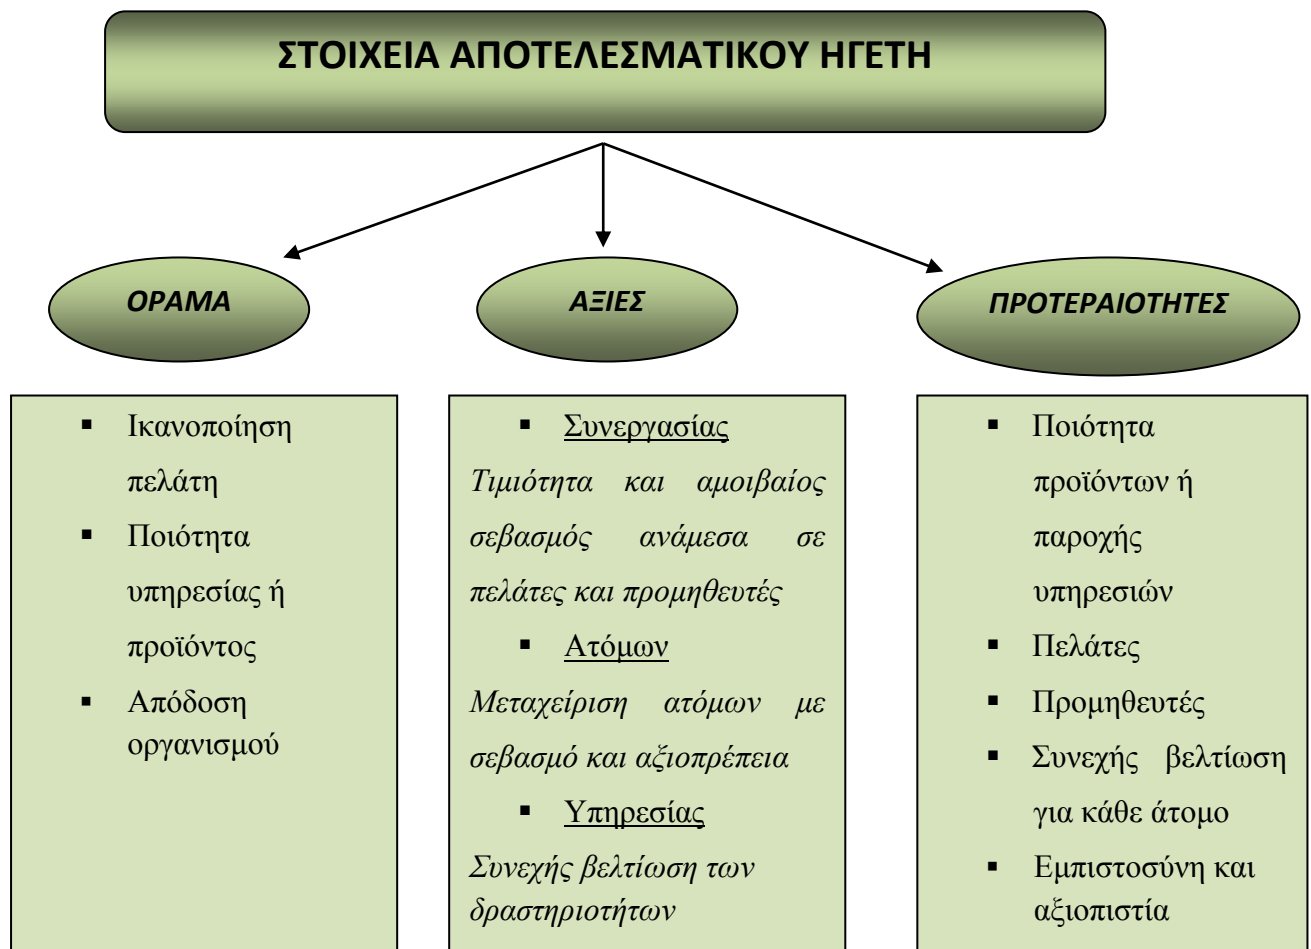 ΣΤΟΙΧΕΙΑ ΑΠΟΤΕΛΕΣΜΑΤΙΚΟΥ ΗΓΕΤΗ
ΟΡΑΜΑ
▪ Ικανοποίηση
πελάτη
▪ Ποιότητα
υπηρεσίας ή
προϊόντος
▪ Απόδοση
οργανισμού
ΑΞΙΕΣ
▪ Συνεργασίας
Τιμιότητα και αμοιβαίος
σεβασμός ανάμεσα σε
πελάτες και προμηθευτές
▪ Ατόμων
Μεταχείριση ατόμων με
σεβασμό και αξιοπρέπεια
▪ Υπηρεσίας
Συνεχής βελτίωση των
δραστηριοτήτων
ΠΡΟΤΕΡΑΙΟΤΗΤΕΣ
▪ Ποιότητα
προϊόντων ή
παροχής
υπηρεσιών
▪ Πελάτες
▪ Προμηθευτές
▪ Συνεχής βελτίωση
για κάθε άτομο
▪ Εμπιστοσύνη και
αξιοπιστία